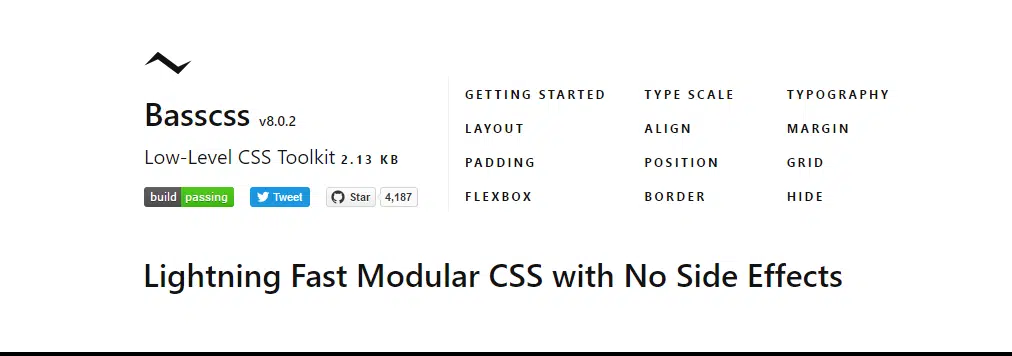 Basscss v8.0.2
Low-Level CSS Toolkit 2.13 KB
build passing Tweet Star 4,187
GETTING STARTED TYPE SCALE TYPOGRAPHY
LAYOUT ALIGN MARGIN
PADDING POSITION GRID
FLEXBOX BORDER HIDE
Lightning Fast Modular CSS with No Side Effects